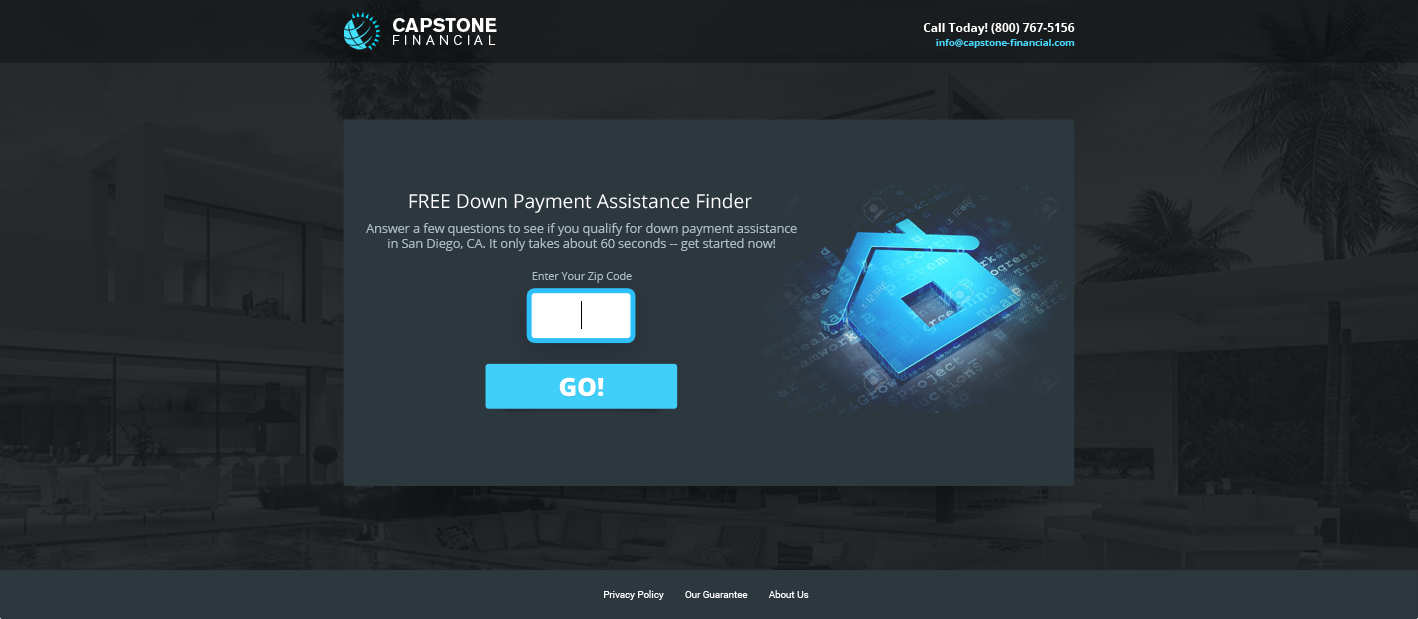 CAPSTONE
FINANCIAL
Call Today! (800) 767-5156
info@capstone-financial.com
FREE Down Payment Assistance Finder
Answer a few questions to see if you qualify for down payment assistance
in San Diego, CA. It only takes about 60 seconds -- get started now!
Enter Your Zip Code
GO!
Privacy Policy
Our Guarantee
About Us